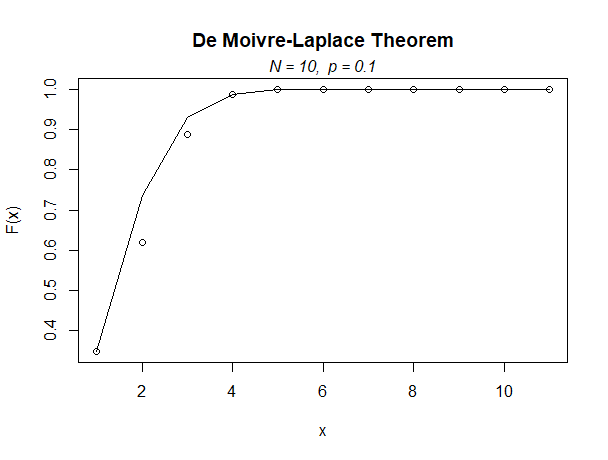 De Moivre-Laplace Theorem
N = 10, p = 0.1
1.0
0.9
0.8
0.7
0.6
0.5
0.4
F(x)
2 4 6 8 10
x